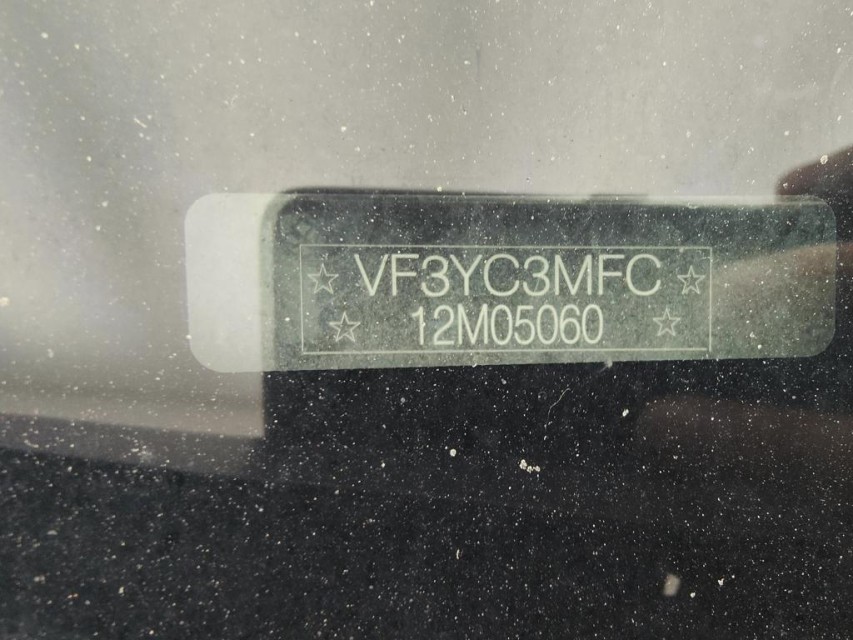 ☆ VF3YC3MFC ☆
☆ 12M05060 ☆